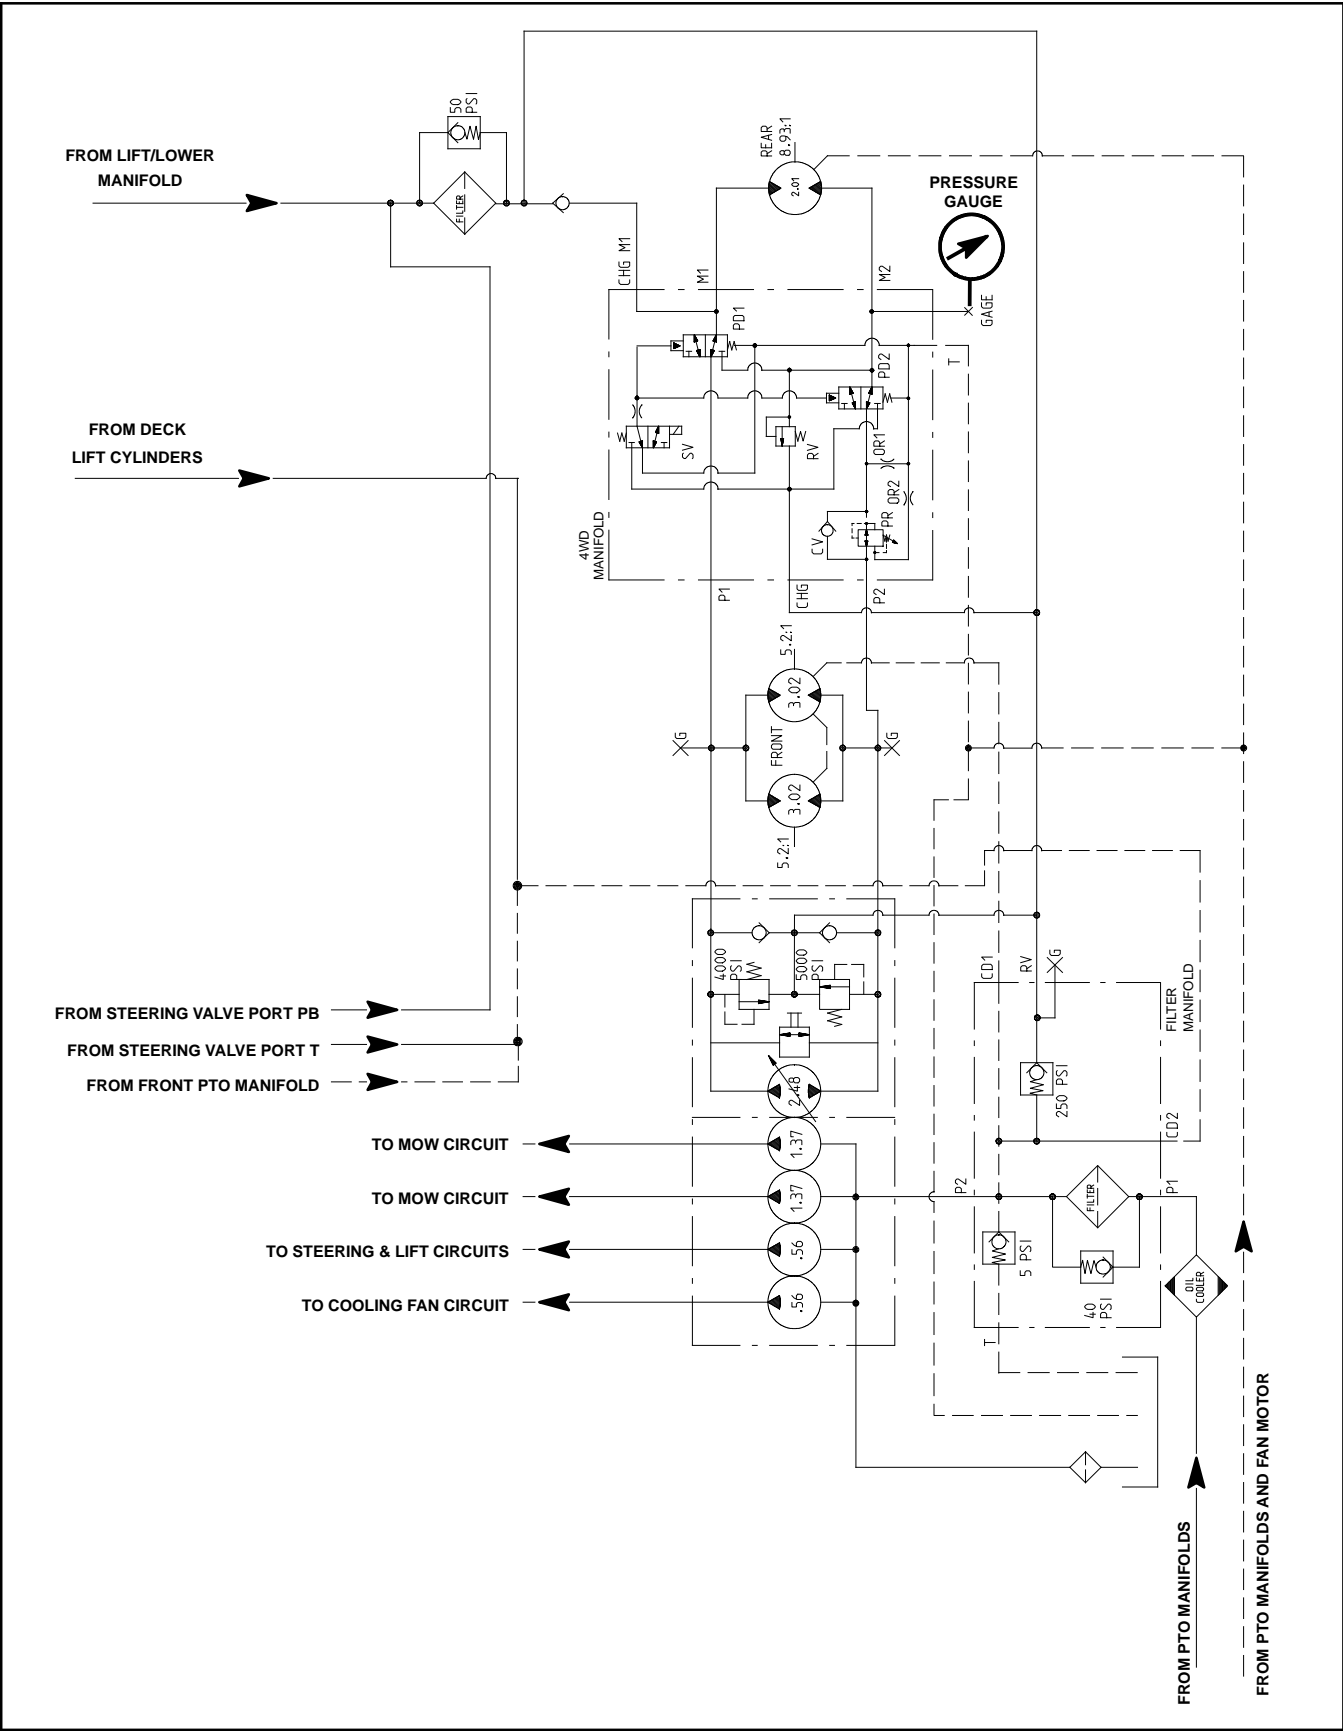 50
PSI
FROM LIFT/LOWER
MANIFOLD
FILTER
REAR
8.93:1
2.01
PRESSURE
GAUGE
CHG M1
M1
M2
GAGE
PD1
PD2
T
SV
RV
OR1
OR2
PR
CV
4WD
MANIFOLD
FROM DECK
LIFT CYLINDERS
P1
CHG
P2
5.2:1
3.02
G
FRONT
G
3.02
5.2:1
4000
PSI
5000
PSI
CD1
RV
G
FILTER
MANIFOLD
FROM STEERING VALVE PORT PB
FROM STEERING VALVE PORT T
FROM FRONT PTO MANIFOLD
2.48
250 PSI
CD2
TO MOW CIRCUIT
1.37
TO MOW CIRCUIT
1.37
P2
FILTER
P1
TO STEERING & LIFT CIRCUITS
.56
5 PSI
TO COOLING FAN CIRCUIT
.56
40
PSI
OIL
COOLER
T
FROM PTO MANIFOLDS
FROM PTO MANIFOLDS AND FAN MOTOR